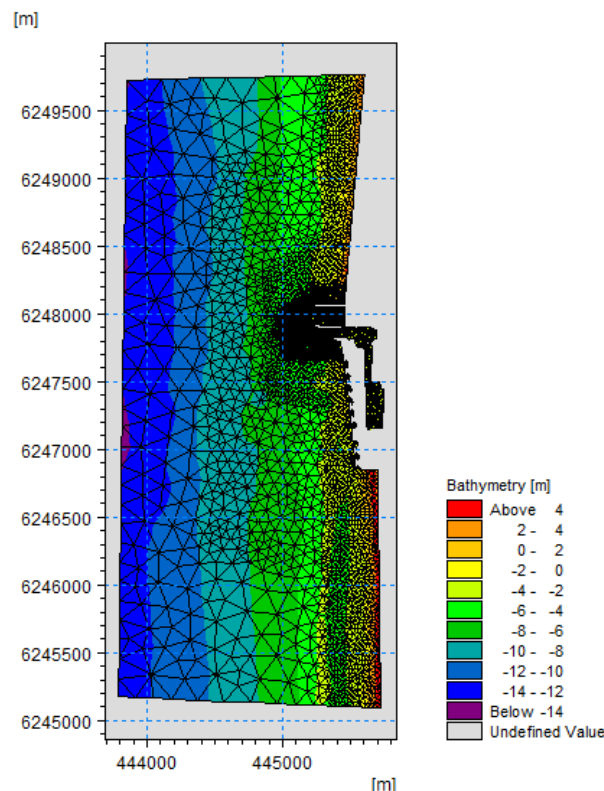 [m]
6249500
6249000
6248500
6248000
6247500
6247000
6246500
6246000
6245500
6245000
444000 445000
[m]
Bathymetry [m]
Above 4
2 - 4
0 - 2
-2 - 0
-4 - -2
-6 - -4
-8 - -6
-10 - -8
-12 - -10
-14 - -12
Below -14
Undefined Value